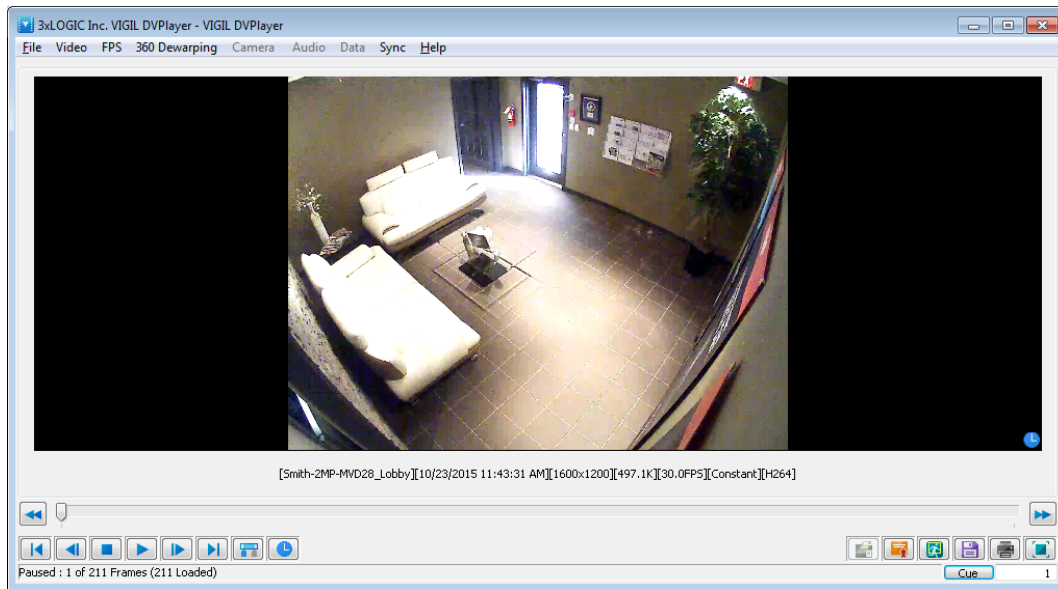 3xLOGIC Inc. VIGIL DVPlayer - VIGIL DVPlayer
File Video FPS 360 Dewarping Camera Audio Data Sync Help
[Smith-2MP-MVD28_Lobby][10/23/2015 11:43:31 AM][1600x1200][497.1K][30.0FPS][Constant][H264]
Paused : 1 of 211 Frames (211 Loaded)
Cue 1